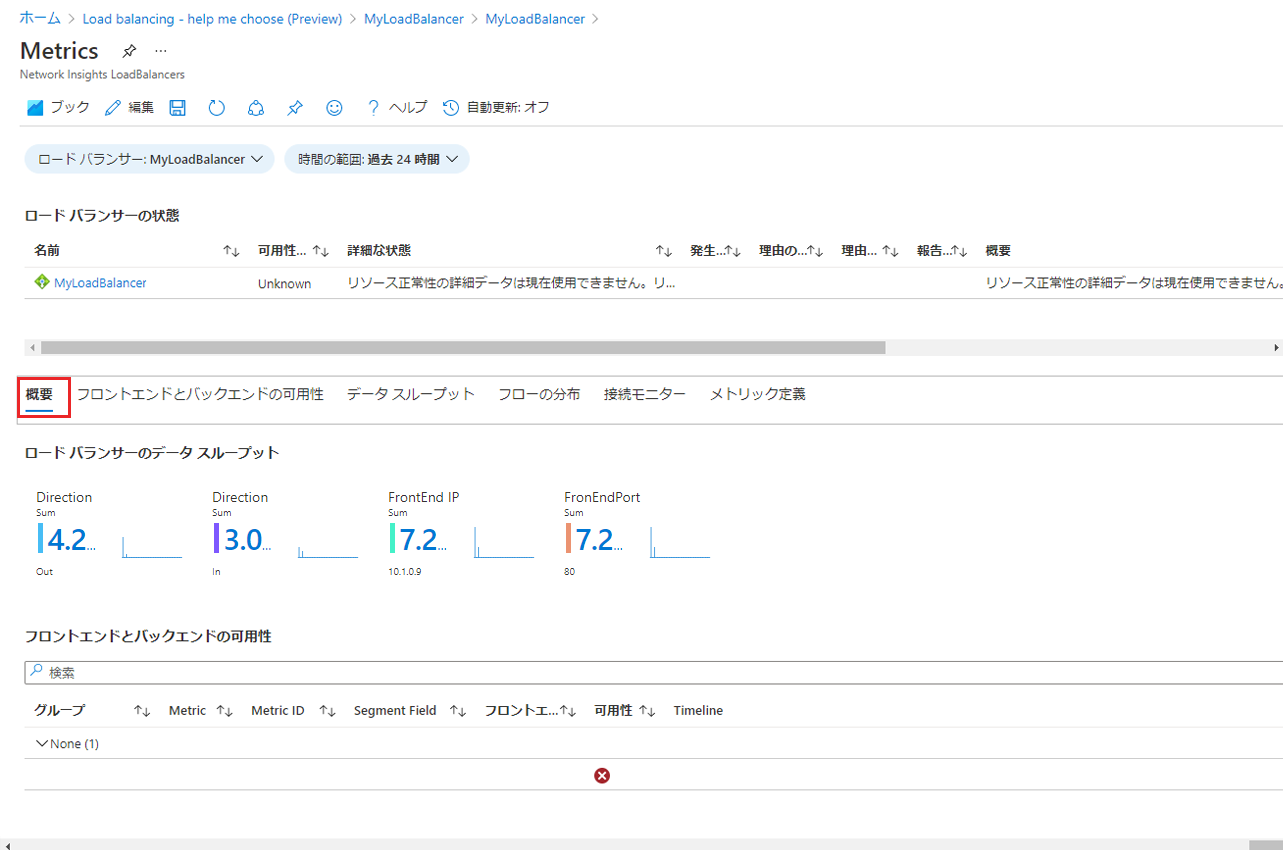 ホーム > Load balancing - help me choose (Preview) > MyLoadBalancer > MyLoadBalancer >
Metrics ...
Network Insights LoadBalancers
ブック 編集 ? ヘルプ 自動更新: オフ
ロード バランサー: MyLoadBalancer 時間の範囲: 過去 24 時間
ロード バランサーの状態
名前 可用性... 詳細な状態 発生... 理由の... 理由... 報告... 概要
MyLoadBalancer Unknown リソース正常性の詳細データは現在使用できません。リ... リソース正常性の詳細データは現在使用できません。
概要 フロントエンドとバックエンドの可用性 データ スループット フローの分布 接続モニター メトリック定義
ロード バランサーのデータ スループット
Direction Direction FrontEnd IP FronEndPort
Sum Sum Sum Sum
4.2... 3.0... 7.2... 7.2...
Out In 10.1.0.9 80
フロントエンドとバックエンドの可用性
検索
グループ Metric Metric ID Segment Field フロントエ... 可用性 Timeline
None (1)